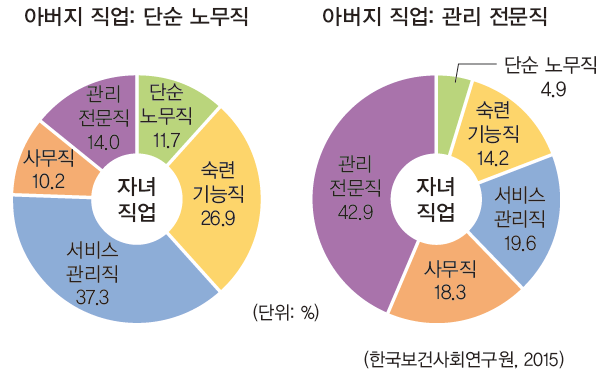 아버지 직업: 단순 노무직
아버지 직업: 관리 전문직
관리
전문직
14.0
단순
노무직
11.7
사무직
10.2
숙련
기능직
26.9
서비스
관리직
37.3
자녀
직업
단순 노무직
4.9
숙련
기능직
14.2
관리
전문직
42.9
서비스
관리직
19.6
사무직
18.3
자녀
직업
(단위: %)
(한국보건사회연구원, 2015)